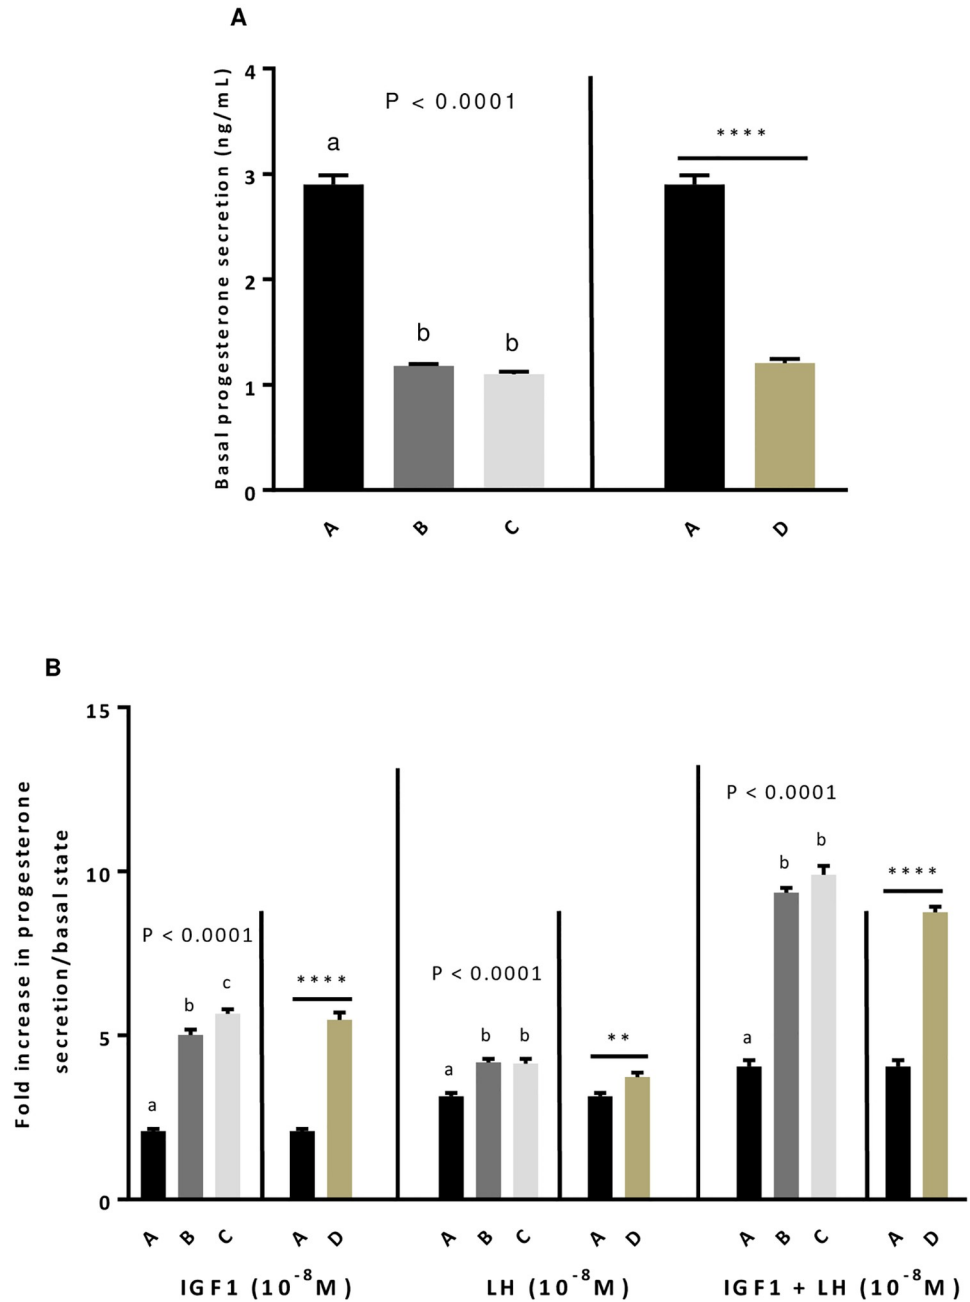 A
Basal progesterone secretion (ng/mL)
4
3
2
1
0
P < 0.0001
a
b
b
****
A
B
C
A
D
B
Fold increase in progesterone
secretion/basal state
15
10
5
0
P < 0.0001
a
b
c
****
P < 0.0001
a
b
b
**
P < 0.0001
a
b
b
****
A
B
C
A
D
A
B
C
A
D
A
B
C
A
D
IGF1 (10⁻⁸M)
LH (10⁻⁸M)
IGF1 + LH (10⁻⁸M)